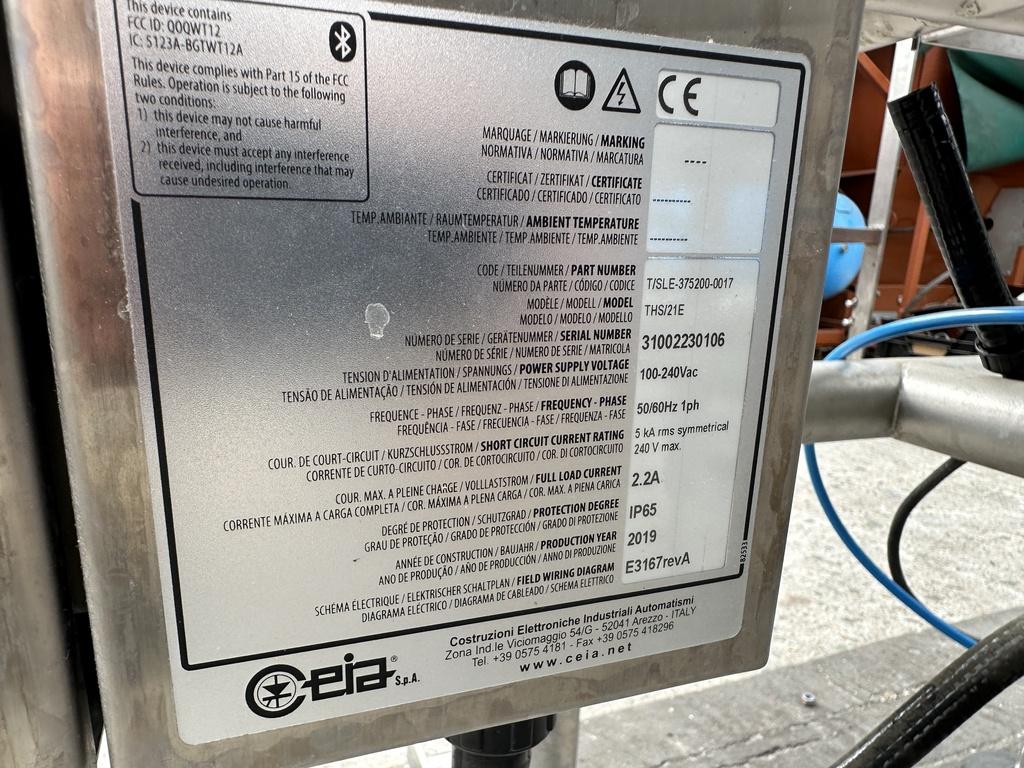 This device contains
FCC ID: QOQWT12
IC: 5123A-BGTWT12A
This device complies with Part 15 of the FCC
Rules. Operation is subject to the following
two conditions:
1) this device may not cause harmful
interference, and
2) this device must accept any interference
received, including interference that may
cause undesired operation.
CE
MARQUAGE / MARKIERUNG / MARKING
NORMATIVA / NORMATIVA / MARCATURA
----
CERTIFICAT / ZERTIFIKAT / CERTIFICATE
CERTIFICADO / CERTIFICADO / CERTIFICATO
---------
TEMP.AMBIANTE / RAUMTEMPERATUR / AMBIENT TEMPERATURE
TEMP.AMBIENTE / TEMP.AMBIENTE / TEMP.AMBIENTE
---------
CODE / TEILENUMMER / PART NUMBER
NÚMERO DA PARTE / CÓDIGO / CODICE
T/SLE-375200-0017
MODÈLE / MODELL / MODEL
MODELO / MODELO / MODELLO
THS/21E
NÚMERO DE SERIE / GERÄTENUMMER / SERIAL NUMBER
NÚMERO DE SÉRIE / NUMERO DE SERIE / MATRICOLA
31002230106
TENSION D'ALIMENTATION / SPANNUNGS / POWER SUPPLY VOLTAGE
TENSÃO DE ALIMENTAÇÃO / TENSIÓN DE ALIMENTACIÓN / TENSIONE DI ALIMENTAZIONE
100-240Vac
FREQUENCE - PHASE / FREQUENZ - PHASE / FREQUENCY - PHASE
FREQUÊNCIA - FASE / FRECUENCIA - FASE / FREQUENZA - FASE
50/60Hz 1ph
COUR. DE COURT-CIRCUIT / KURZSCHLUSSSTROM / SHORT CIRCUIT CURRENT RATING
CORRENTE DE CURTO-CIRCUITO / COR. DE CORTOCIRCUITO / COR. DI CORTOCIRCUITO
5 kA rms symmetrical
240 V max.
COUR. MAX. A PLEINE CHARGE / VOLLLASTSTROM / FULL LOAD CURRENT
CORRENTE MÁXIMA A CARGA COMPLETA / COR. MÁXIMA A PLENA CARGA / COR. MAX. A PIENA CARICA
2.2A
DEGRÉ DE PROTECTION / SCHUTZGRAD / PROTECTION DEGREE
GRAU DE PROTEÇÃO / GRADO DE PROTECCIÓN / GRADO DI PROTEZIONE
IP65
ANNÉE DE CONSTRUCTION / BAUJAHR / PRODUCTION YEAR
ANO DE PRODUÇÃO / AÑO DE PRODUCCIÓN / ANNO DI PRODUZIONE
2019
SCHÉMA ÉLECTRIQUE / ELEKTRISCHER SCHALTPLAN / FIELD WIRING DIAGRAM
DIAGRAMA ELÉCTRICO / DIAGRAMA DE CABLEADO / SCHEMA ELETTRICO
E3167revA
82533
Ceia® S.p.A.
Costruzioni Elettroniche Industriali Automatismi
Zona Ind.le Viciomaggio 54/G - 52041 Arezzo - ITALY
Tel. +39 0575 4181 - Fax +39 0575 418296
www.ceia.net